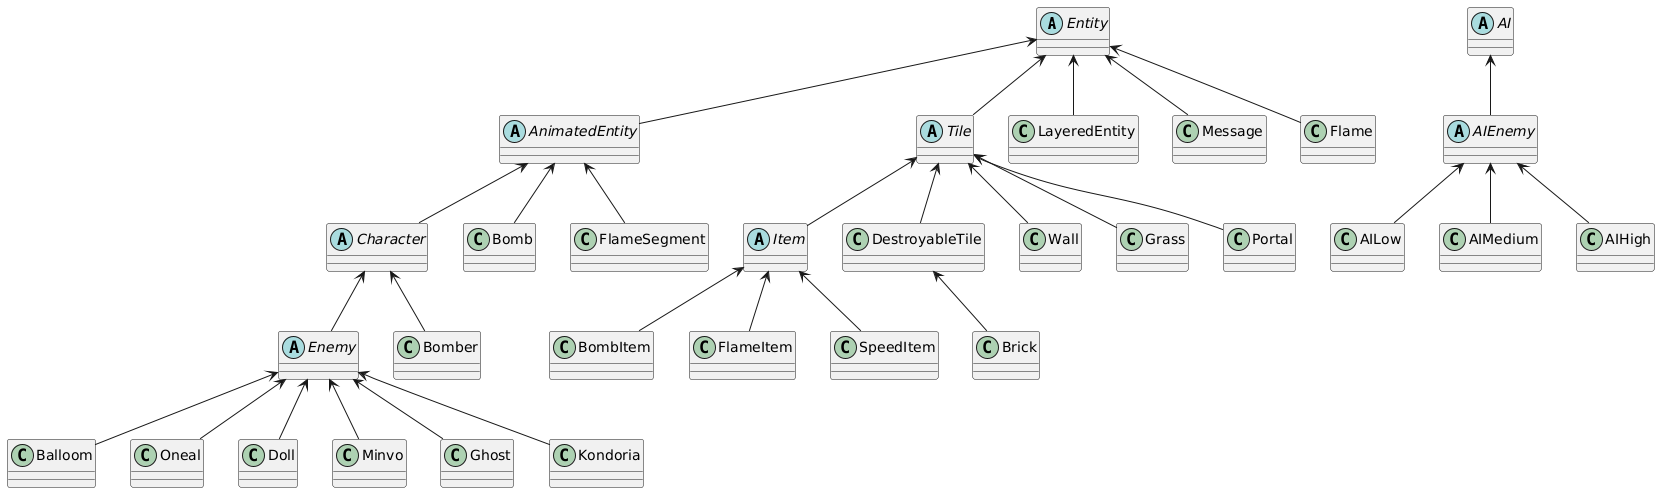 A Entity
A AI
A AnimatedEntity
A Tile
C LayeredEntity
C Message
C Flame
A AIEnemy
A Character
C Bomb
C FlameSegment
A Item
C DestroyableTile
C Wall
C Grass
C Portal
C AILow
C AIMedium
C AIHigh
A Enemy
C Bomber
C BombItem
C FlameItem
C SpeedItem
C Brick
C Balloom
C Oneal
C Doll
C Minvo
C Ghost
C Kondoria